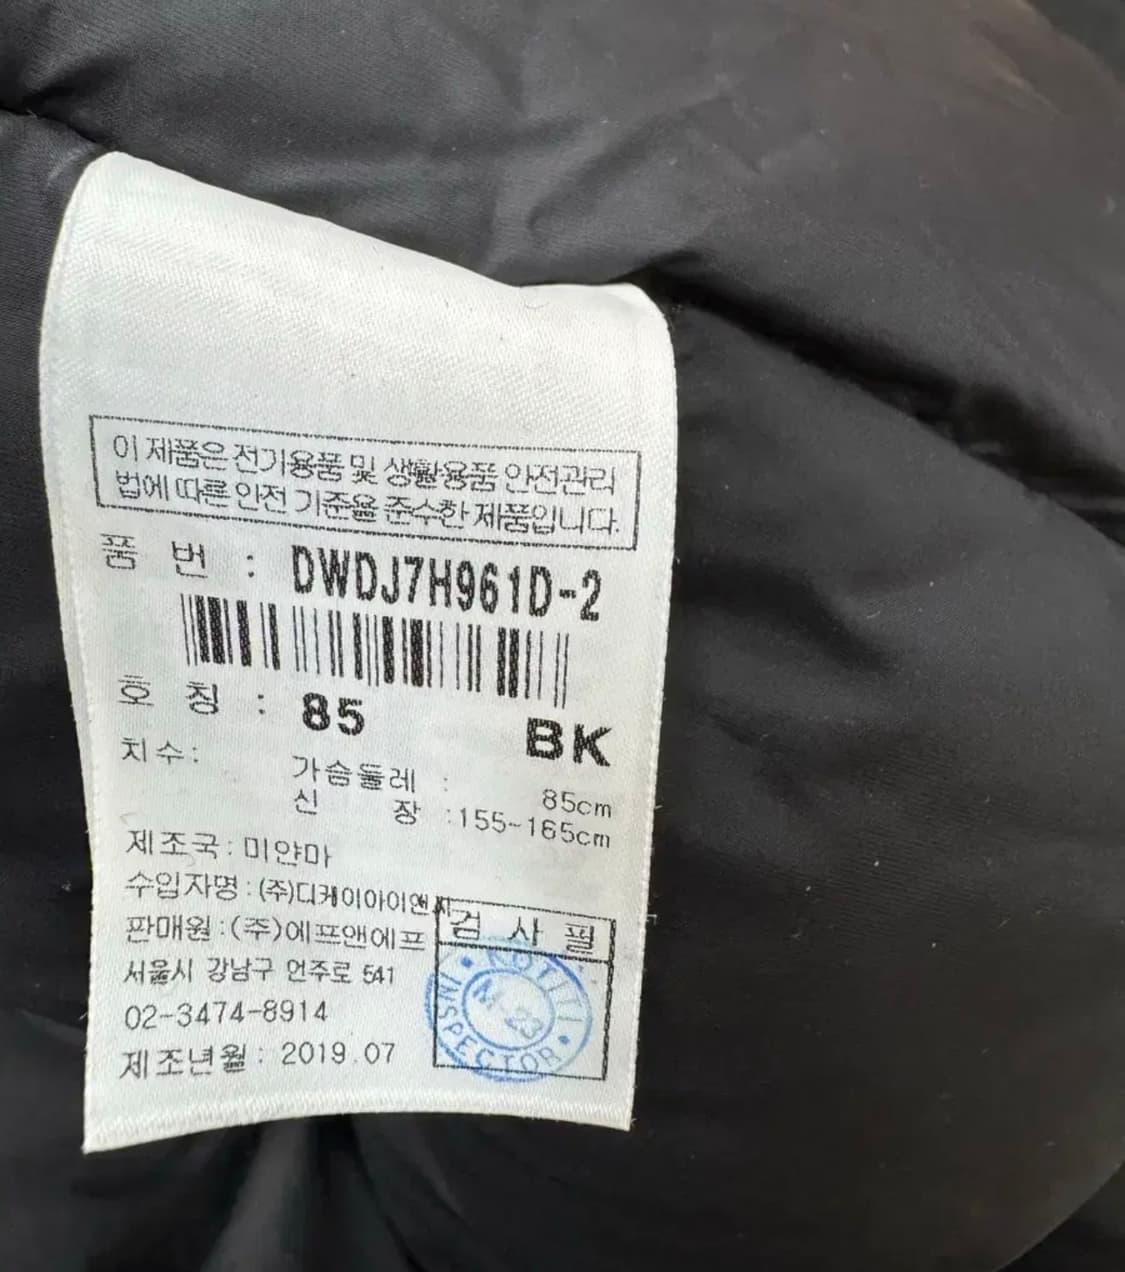 이 제품은 전기용품 및 생활용품 안전관리
법에 따른 안전 기준을 준수한 제품입니다.
품 번 : DWDJ7H961D-2
호 칭 : 85 BK
치수: 가슴둘레 : 85cm
신 장 :155-165cm
제조국: 미얀마
수입자명 : (주)디케이아이앤씨
판매원 : (주)에프앤에프
서울시 강남구 언주로 541
02-3474-8914
제조년월 : 2019.07
검 사 필
KOTITI
M-23
INSPECTOR